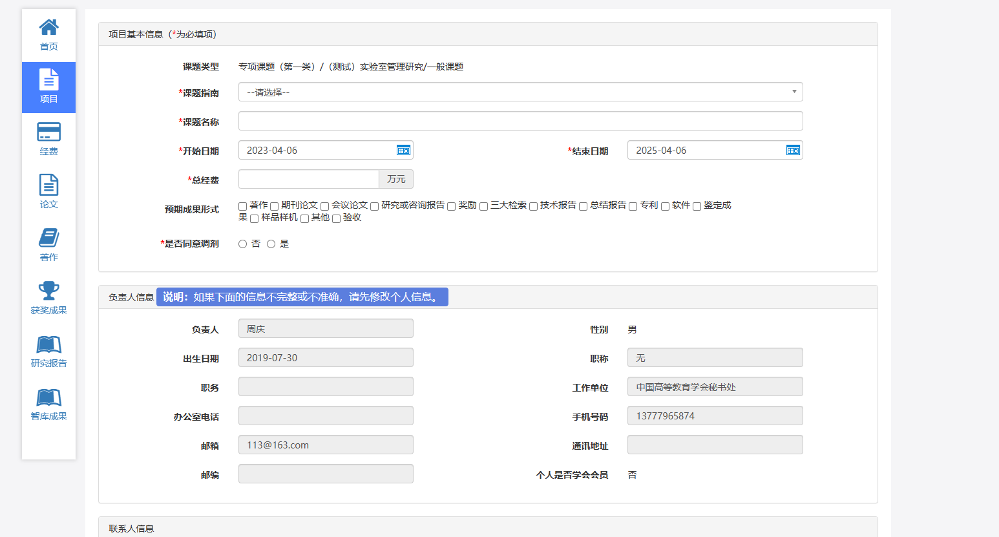 首页
项目
经费
论文
著作
获奖成果
研究报告
智库成果
项目基本信息（*为必填项）
课题类型 专项课题（第一类）/（测试）实验室管理研究/一般课题
*课题指南 --请选择--
*课题名称
*开始日期 2023-04-06 *结束日期 2025-04-06
*总经费 万元
预期成果形式 著作 期刊论文 会议论文 研究或咨询报告 奖励 三大检索 技术报告 总结报告 专利 软件 鉴定成
果 样品样机 其他 验收
*是否同意调剂 否 是
负责人信息 说明：如果下面的信息不完整或不准确，请先修改个人信息。
负责人 周庆 性别 男
出生日期 2019-07-30 职称 无
职务 工作单位 中国高等教育学会秘书处
办公室电话 手机号码 13777965874
邮箱 113@163.com 通讯地址
邮编 个人是否学会会员 否
联系人信息